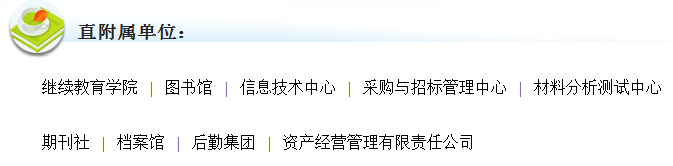 直附属单位：
继续教育学院 | 图书馆 | 信息技术中心 | 采购与招标管理中心 | 材料分析测试中心
期刊社 | 档案馆 | 后勤集团 | 资产经营管理有限责任公司